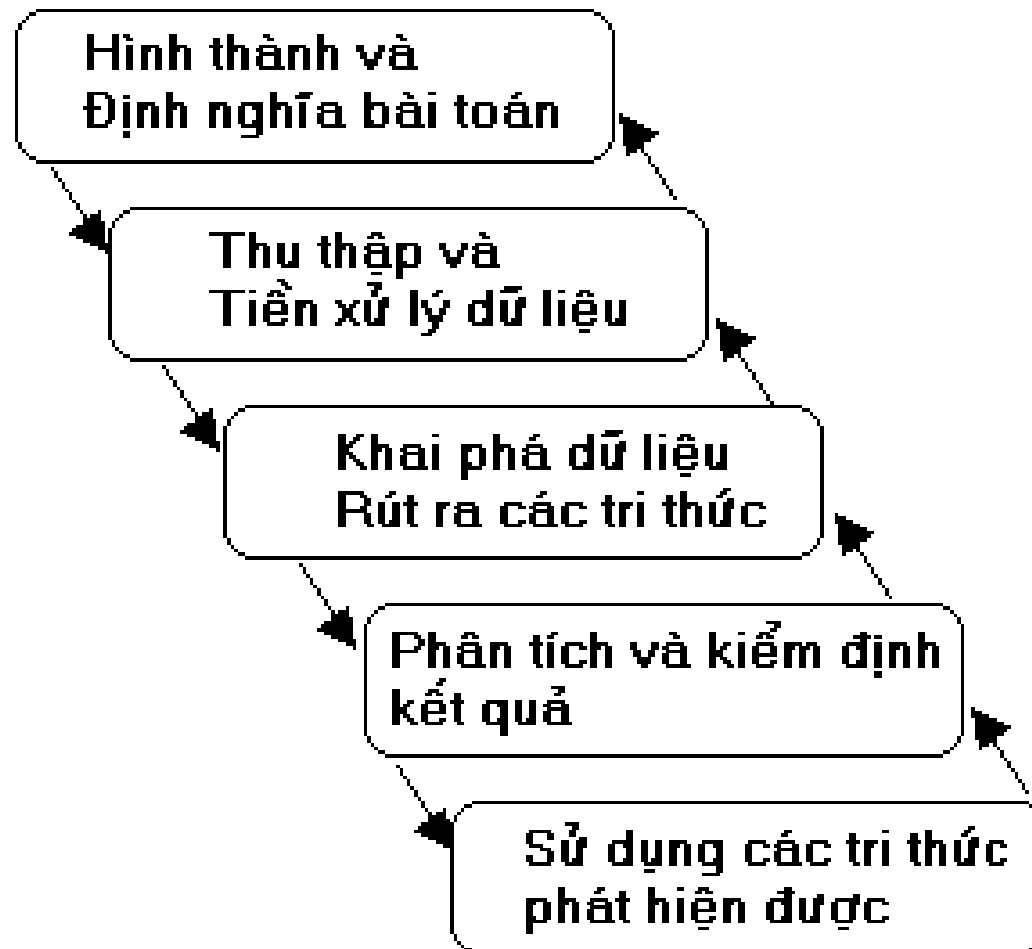 Hình thành và
Định nghĩa bài toán
Thu thập và
Tiền xử lý dữ liệu
Khai phá dữ liệu
Rút ra các tri thức
Phân tích và kiểm định
kết quả
Sử dụng các tri thức
phát hiện được